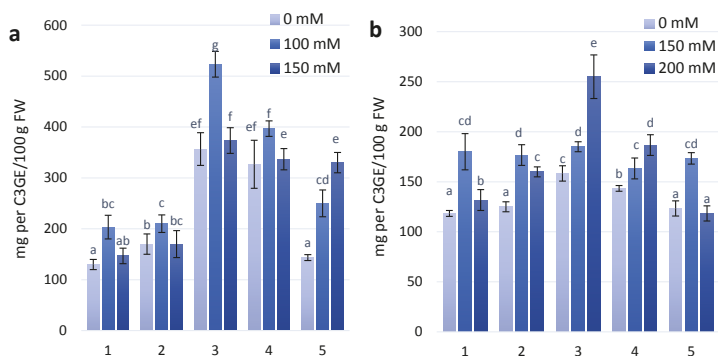 a
0 mM
100 mM
150 mM
mg per C3GE/100 g FW
600
500
400
300
200
100
0
a bc ab b c bc ef g f ef f e a cd e
1 2 3 4 5
b
0 mM
150 mM
200 mM
mg per C3GE/100 g FW
300
250
200
150
100
50
0
a cd b a d c c d e b d d a cd a
1 2 3 4 5